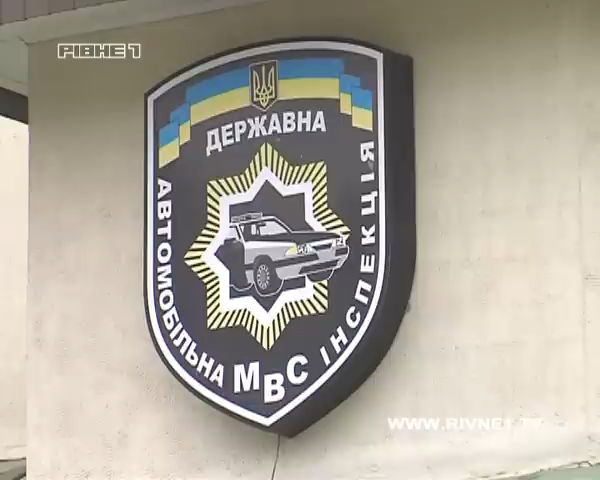 РІВНЕ 1
ДЕРЖАВНА
АВТОМОБІЛЬНА
ІНСПЕКЦІЯ
МВС
WWW.RIVNE1.TV